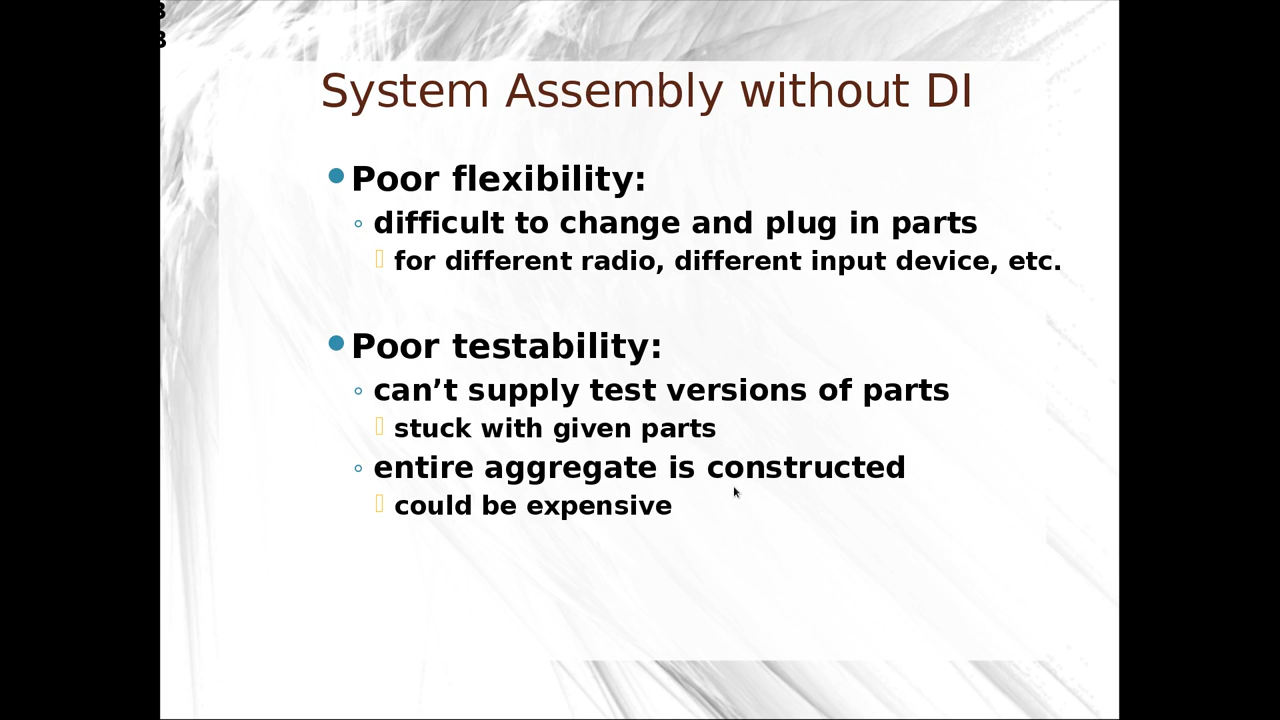 System Assembly without DI
Poor flexibility:
difficult to change and plug in parts
for different radio, different input device, etc.
Poor testability:
can’t supply test versions of parts
stuck with given parts
entire aggregate is constructed
could be expensive